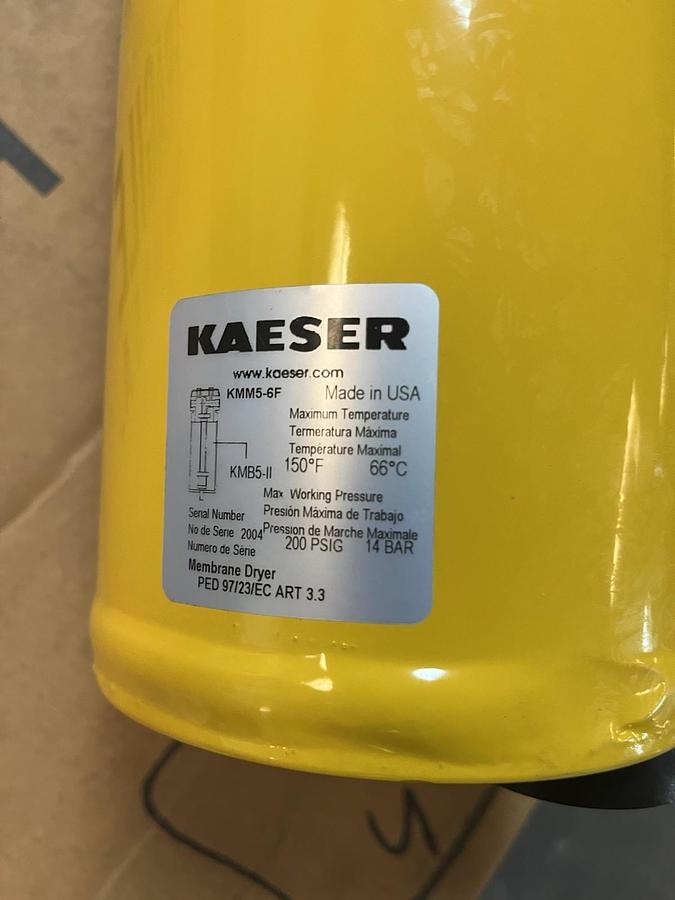 KAESER
www.kaeser.com
KMM5-6F Made in USA
Maximum Temperature
Termeratura Máxima
Température Maximal
KMB5-II 150°F 66°C
Max Working Pressure
Serial Number Presión Máxima de Trabajo
No de Serie 2004 Pression de Marche Maximale
Numero de Série 200 PSIG 14 BAR
Membrane Dryer
PED 97/23/EC ART 3.3